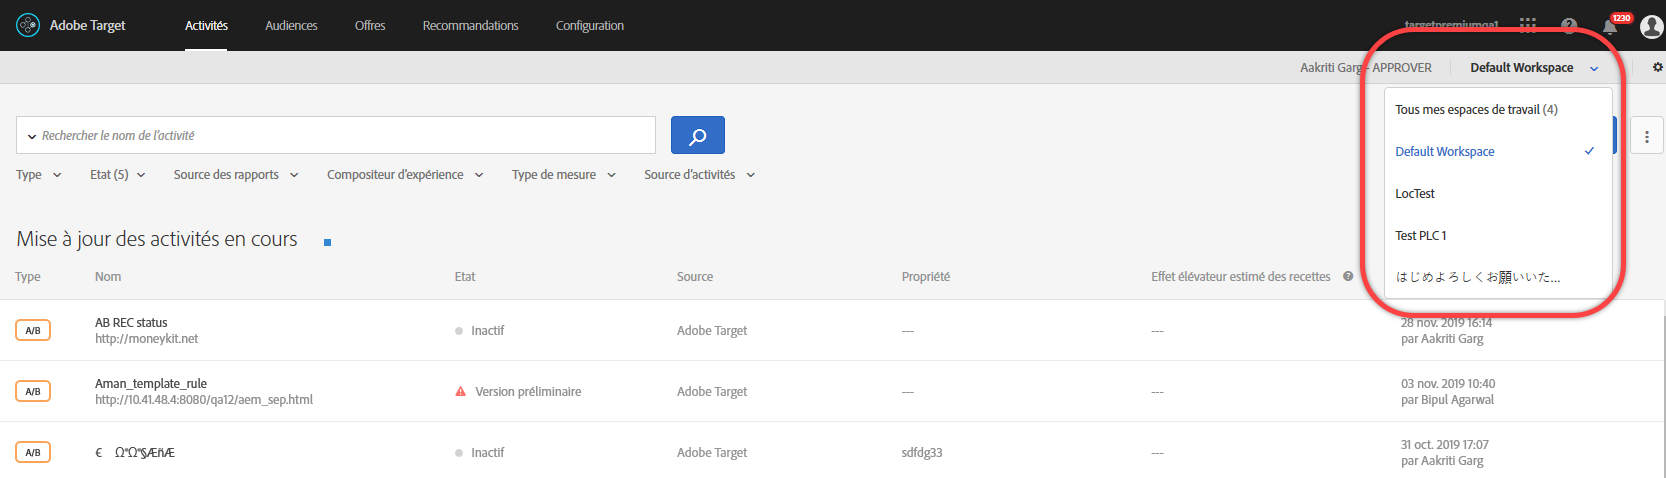 Adobe Target
Activités
Audiences
Offres
Recommandations
Configuration
targetpremiumqa1
1230
Aakriti Garg - APPROVER
Default Workspace
Tous mes espaces de travail (4)
Default Workspace
LocTest
Test PLC 1
はじめよろしくお願いいた...
Rechercher le nom de l'activité
Type
Etat (5)
Source des rapports
Compositeur d'expérience
Type de mesure
Source d'activités
Mise à jour des activités en cours
Type Nom Etat Source Propriété Effet élévateur estimé des recettes
A/B
AB REC status
http://moneykit.net
Inactif
Adobe Target
---
---
28 nov. 2019 16:14
par Aakriti Garg
A/B
Aman_template_rule
http://10.41.48.4:8080/qa12/aem_sep.html
Version préliminaire
Adobe Target
---
---
03 nov. 2019 10:40
par Bipul Agarwal
A/B
Inactif
Adobe Target
sdfdg33
---
31 oct. 2019 17:07
par Aakriti Garg